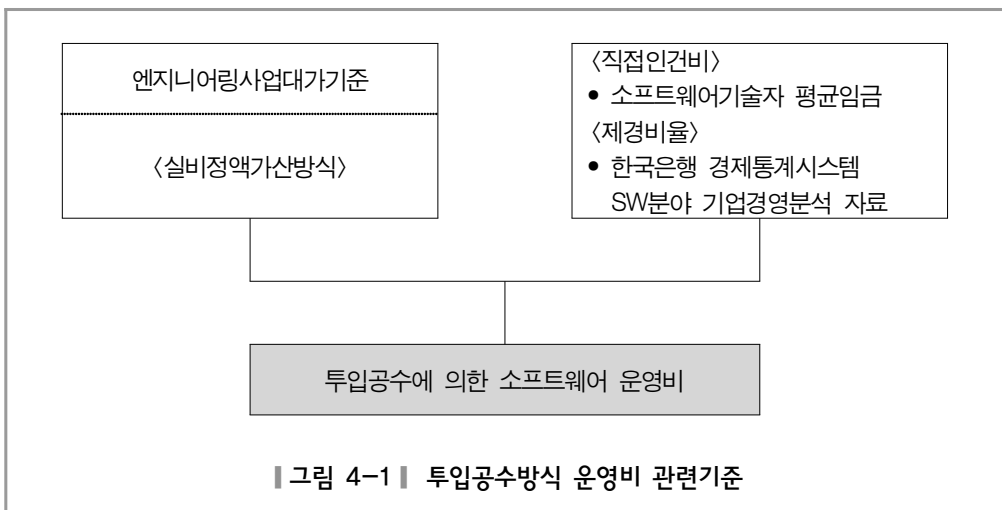 엔지니어링사업대가기준
〈실비정액가산방식〉
〈직접인건비〉
• 소프트웨어기술자 평균임금
〈제경비율〉
• 한국은행 경제통계시스템
SW분야 기업경영분석 자료
투입공수에 의한 소프트웨어 운영비
‖그림 4-1‖ 투입공수방식 운영비 관련기준